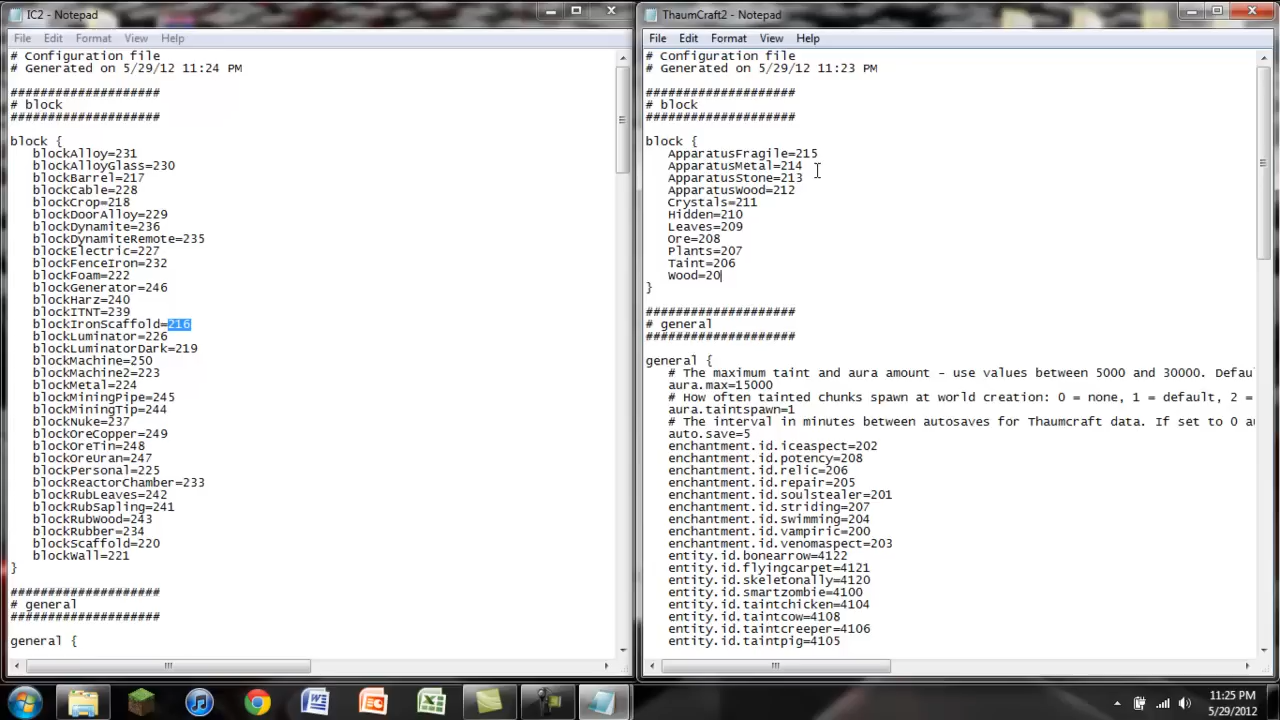 IC2 - Notepad
File Edit Format View Help
# Configuration file
# Generated on 5/29/12 11:24 PM
####################
# block
####################
block {
blockAlloy=231
blockAlloyGlass=230
blockBarrel=217
blockCable=228
blockCrop=218
blockDoorAlloy=229
blockDynamite=236
blockDynamiteRemote=235
blockElectric=227
blockFenceIron=232
blockFoam=222
blockGenerator=246
blockHarz=240
blockITNT=239
blockIronScaffold=216
blockLuminator=226
blockLuminatorDark=219
blockMachine=250
blockMachine2=223
blockMetal=224
blockMiningPipe=245
blockMiningTip=244
blockNuke=237
blockOreCopper=249
blockOreTin=248
blockOreUran=247
blockPersonal=225
blockReactorChamber=233
blockRubLeaves=242
blockRubSapling=241
blockRubWood=243
blockRubber=234
blockScaffold=220
blockWall=221
}
####################
# general
####################
general {
ThaumCraft2 - Notepad
File Edit Format View Help
# Configuration file
# Generated on 5/29/12 11:23 PM
####################
# block
####################
block {
ApparatusFragile=215
ApparatusMetal=214
ApparatusStone=213
ApparatusWood=212
Crystals=211
Hidden=210
Leaves=209
Ore=208
Plants=207
Taint=206
Wood=20
}
####################
# general
####################
general {
# The maximum taint and aura amount - use values between 5000 and 30000. Defau
aura.max=15000
# How often tainted chunks spawn at world creation: 0 = none, 1 = default, 2 =
aura.taintspawn=1
# The interval in minutes between autosaves for Thaumcraft data. If set to 0 a
auto.save=5
enchantment.id.iceaspect=202
enchantment.id.potency=208
enchantment.id.relic=206
enchantment.id.repair=205
enchantment.id.soulstealer=201
enchantment.id.striding=207
enchantment.id.swimming=204
enchantment.id.vampiric=200
enchantment.id.venomaspect=203
entity.id.bonearrow=4122
entity.id.flyingcarpet=4121
entity.id.skeletonally=4120
entity.id.smartzombie=4100
entity.id.taintchicken=4104
entity.id.taintcow=4108
entity.id.taintcreeper=4106
entity.id.taintpig=4105
11:25 PM
5/29/2012